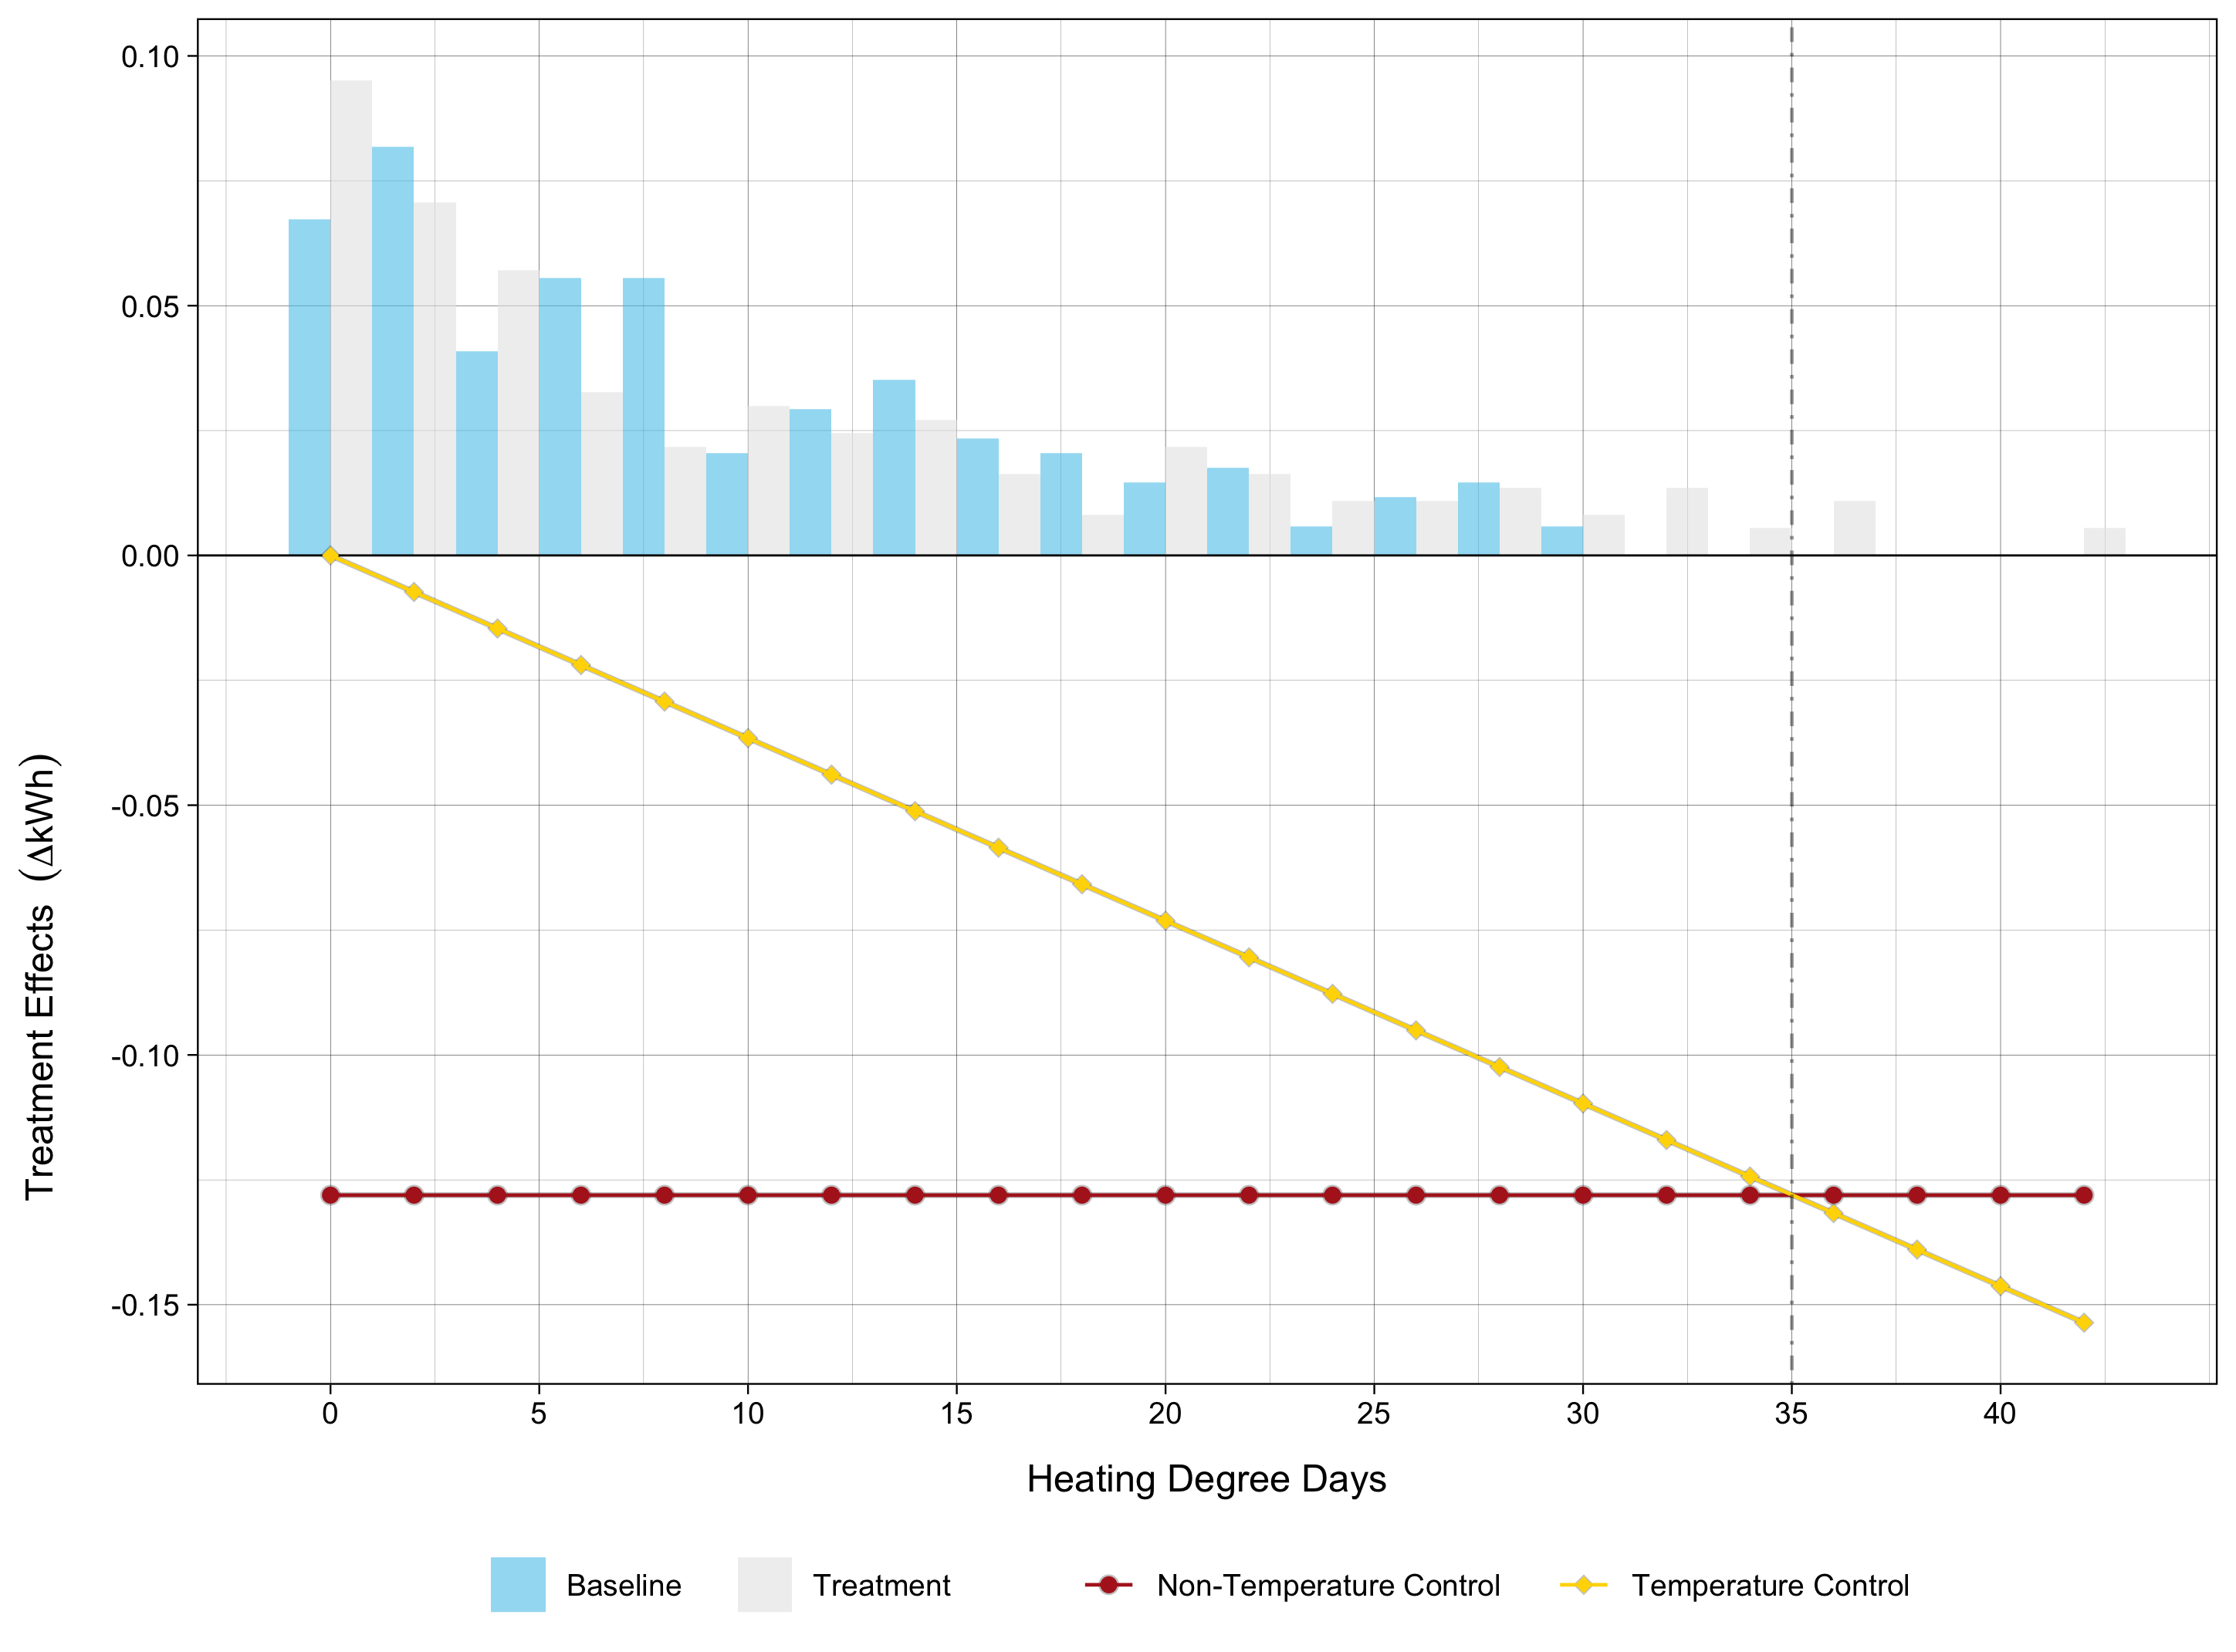 0.10
0.05
0.00
-0.05
-0.10
-0.15
Treatment Effects (ΔkWh)
0 5 10 15 20 25 30 35 40
Heating Degree Days
Baseline Treatment Non-Temperature Control Temperature Control